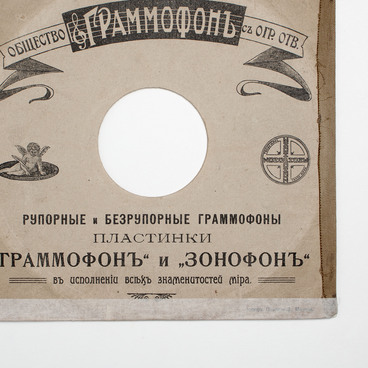 ОБЩЕСТВО „ГРАММОФОНЪ съ ОГР. ОТВ.
РУПОРНЫЕ и БЕЗРУПОРНЫЕ ГРАММОФОНЫ
ПЛАСТИНКИ
ГРАММОФОНЪ“ и „ЗОНОФОНЪ“
въ исполненіи всѣхъ знаменитостей міра.